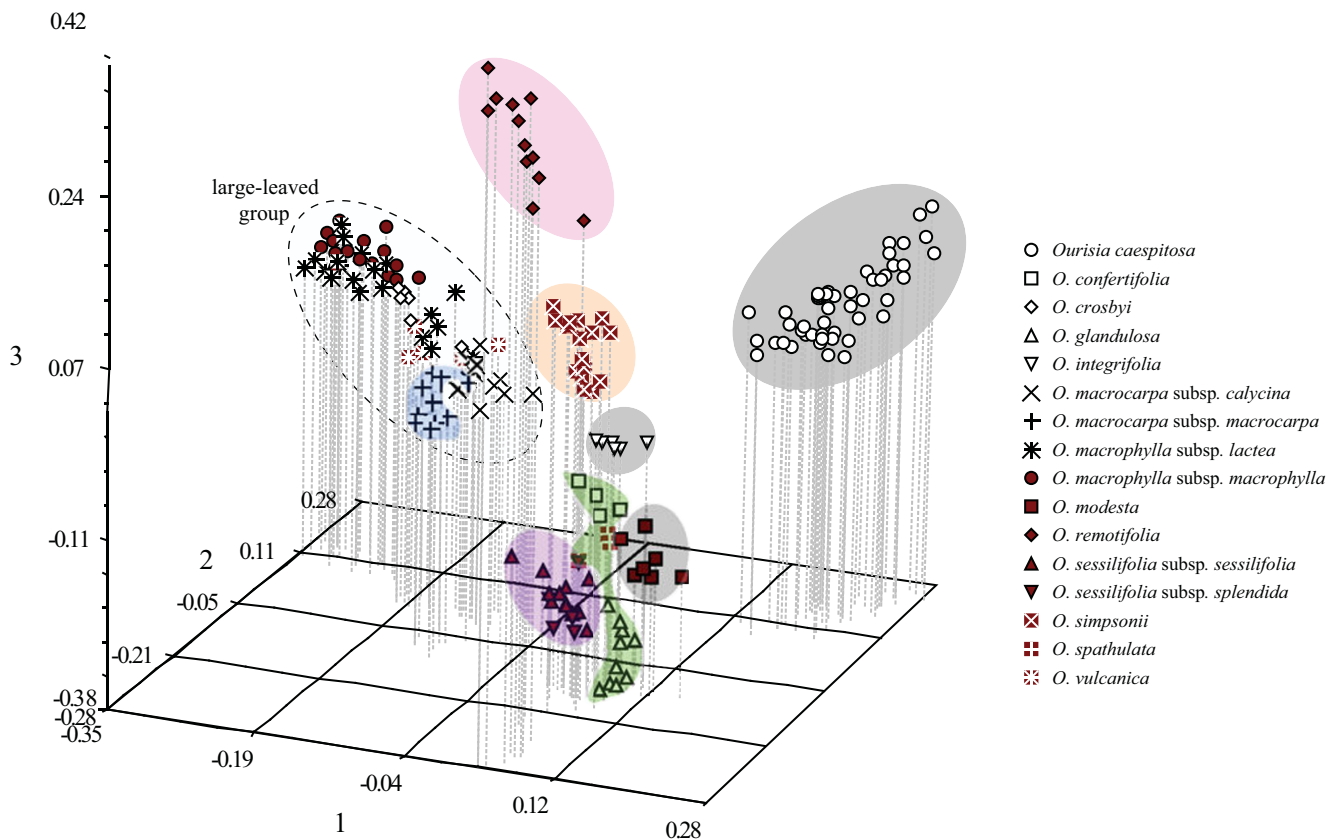 0.42
0.24
3
0.07
-0.11
-0.38
-0.28
-0.35
large-leaved
group
0.28
2
0.11
-0.05
-0.21
-0.19
-0.04
0.12
0.28
1
Ourisia caespitosa
O. confertifolia
O. crosbyi
O. glandulosa
O. integrifolia
O. macrocarpa subsp. calycina
O. macrocarpa subsp. macrocarpa
O. macrophylla subsp. lactea
O. macrophylla subsp. macrophylla
O. modesta
O. remotifolia
O. sessilifolia subsp. sessilifolia
O. sessilifolia subsp. splendida
O. simpsonii
O. spathulata
O. vulcanica